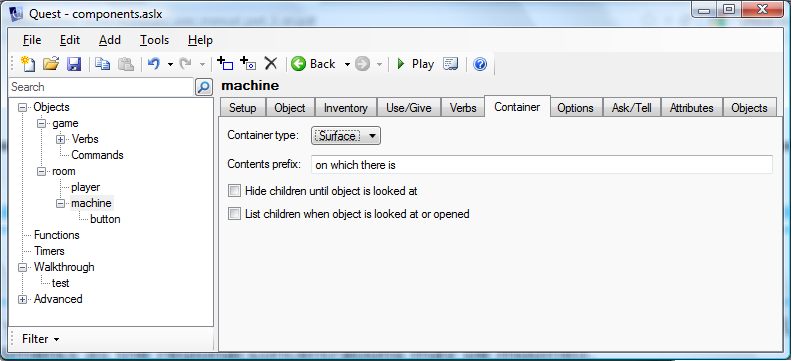 Quest - components.aslx
File Edit Add Tools Help
Back Play
Search
machine
Setup Object Inventory Use/Give Verbs Container Options Ask/Tell Attributes Objects
Objects
game
Verbs
Commands
room
player
machine
button
Functions
Timers
Walkthrough
test
Advanced
Filter
Container type: Surface
Contents prefix: on which there is
Hide children until object is looked at
List children when object is looked at or opened